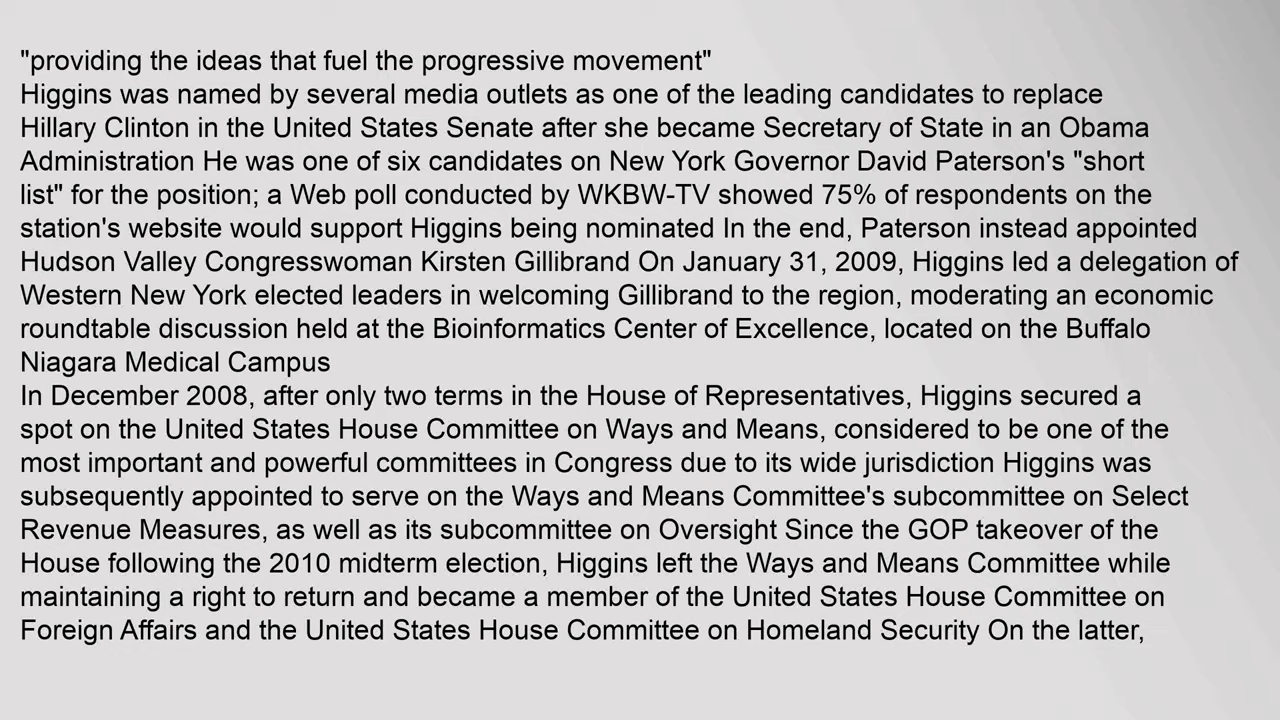 "providing the ideas that fuel the progressive movement"
Higgins was named by several media outlets as one of the leading candidates to replace
Hillary Clinton in the United States Senate after she became Secretary of State in an Obama
Administration He was one of six candidates on New York Governor David Paterson's "short
list" for the position; a Web poll conducted by WKBW-TV showed 75% of respondents on the
station's website would support Higgins being nominated In the end, Paterson instead appointed
Hudson Valley Congresswoman Kirsten Gillibrand On January 31, 2009, Higgins led a delegation of
Western New York elected leaders in welcoming Gillibrand to the region, moderating an economic
roundtable discussion held at the Bioinformatics Center of Excellence, located on the Buffalo
Niagara Medical Campus
In December 2008, after only two terms in the House of Representatives, Higgins secured a
spot on the United States House Committee on Ways and Means, considered to be one of the
most important and powerful committees in Congress due to its wide jurisdiction Higgins was
subsequently appointed to serve on the Ways and Means Committee's subcommittee on Select
Revenue Measures, as well as its subcommittee on Oversight Since the GOP takeover of the
House following the 2010 midterm election, Higgins left the Ways and Means Committee while
maintaining a right to return and became a member of the United States House Committee on
Foreign Affairs and the United States House Committee on Homeland Security On the latter,